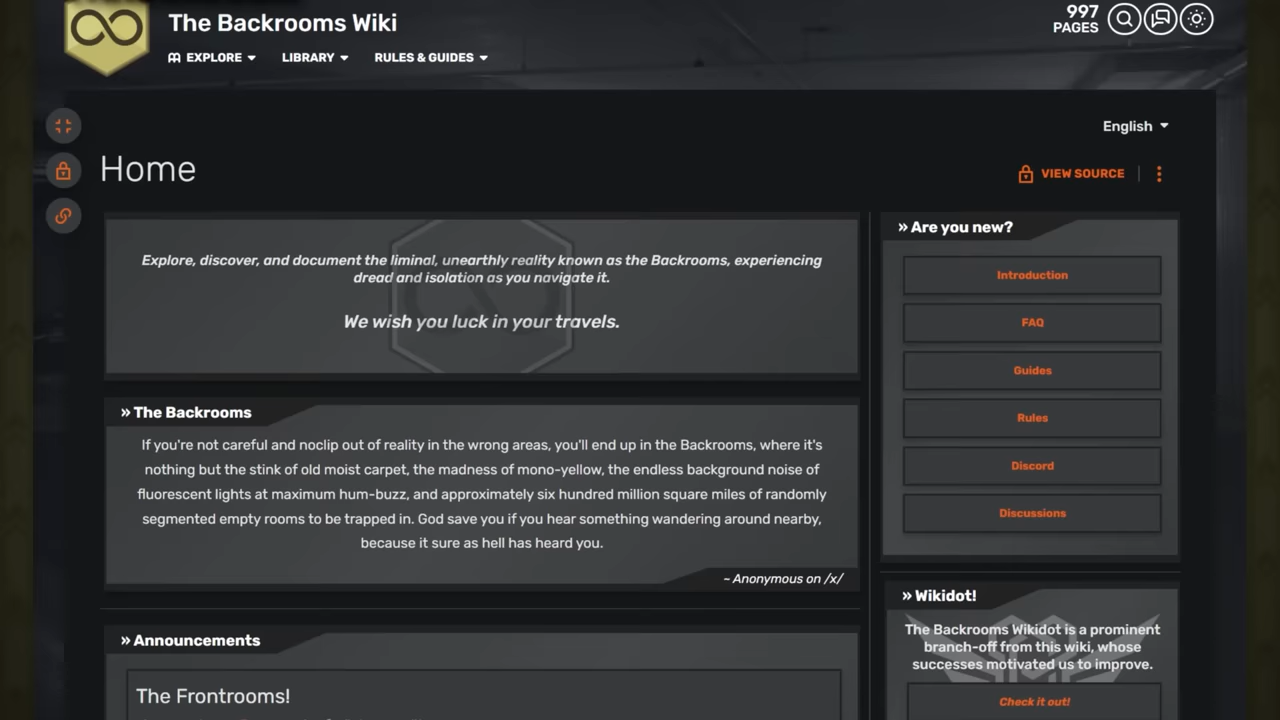 The Backrooms Wiki
997
PAGES
EXPLORE
LIBRARY
RULES & GUIDES
English
Home
VIEW SOURCE
Explore, discover, and document the liminal, unearthly reality known as the Backrooms, experiencing
dread and isolation as you navigate it.
We wish you luck in your travels.
» The Backrooms
If you're not careful and noclip out of reality in the wrong areas, you'll end up in the Backrooms, where it's
nothing but the stink of old moist carpet, the madness of mono-yellow, the endless background noise of
fluorescent lights at maximum hum-buzz, and approximately six hundred million square miles of randomly
segmented empty rooms to be trapped in. God save you if you hear something wandering around nearby,
because it sure as hell has heard you.
~ Anonymous on /x/
» Announcements
The Frontrooms!
» Are you new?
Introduction
FAQ
Guides
Rules
Discord
Discussions
» Wikidot!
The Backrooms Wikidot is a prominent
branch-off from this wiki, whose
successes motivated us to improve.
Check it out!